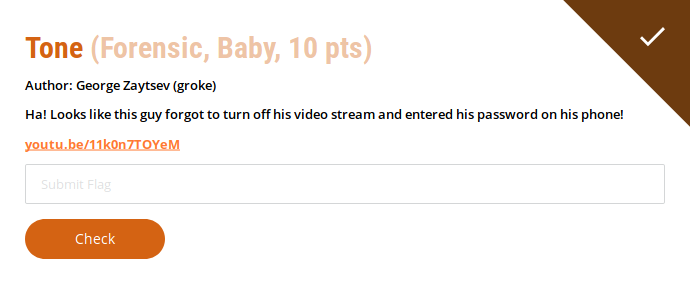 Tone (Forensic, Baby, 10 pts)
Author: George Zaytsev (groke)
Ha! Looks like this guy forgot to turn off his video stream and entered his password on his phone!
youtu.be/11k0n7TOYeM
Submit Flag
Check